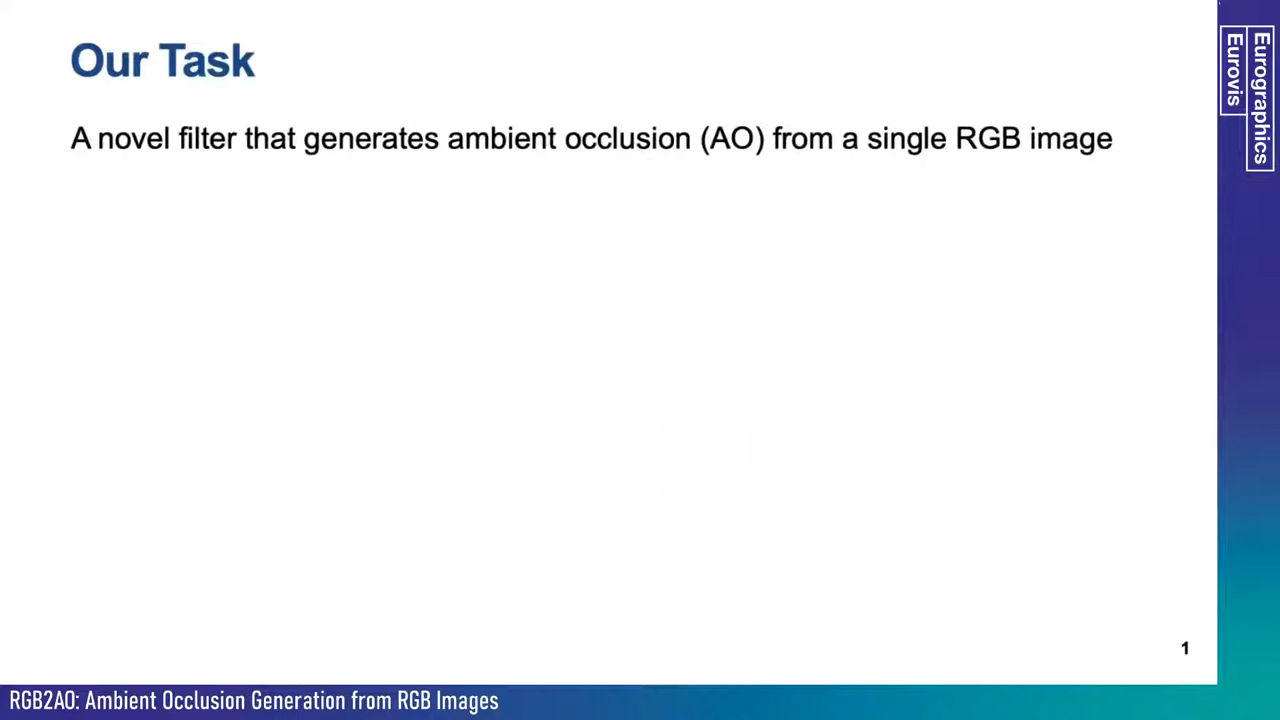 Our Task
A novel filter that generates ambient occlusion (AO) from a single RGB image
Eurographics
Eurovis
1
RGB2AO: Ambient Occlusion Generation from RGB Images